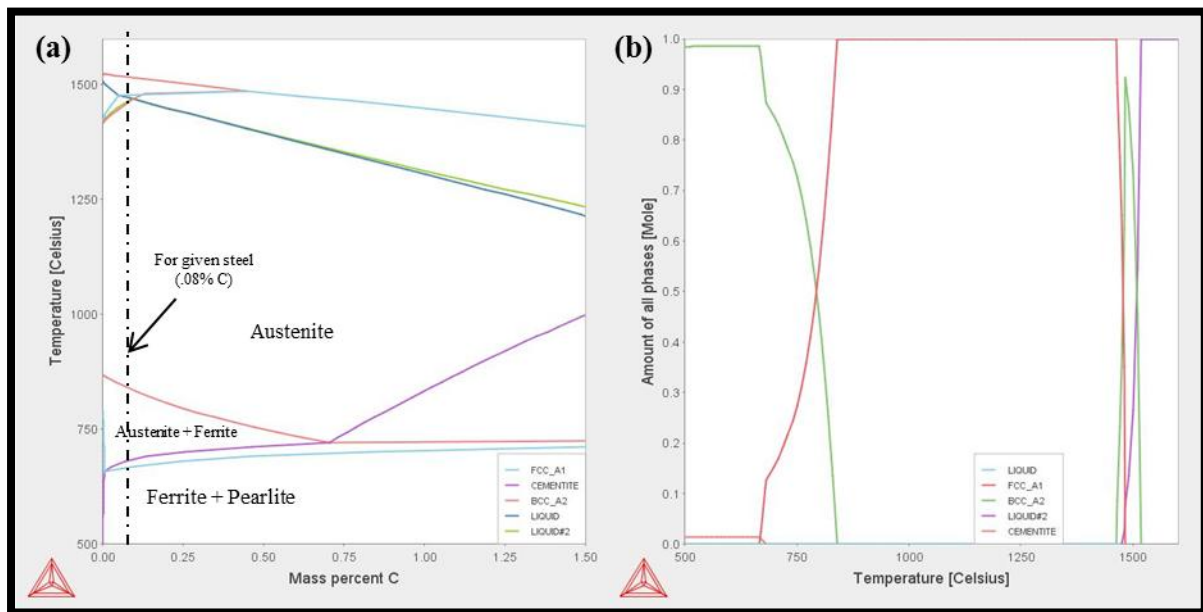 (a)
1500
1250
1000
750
500
Temperature [Celsius]
For given steel
(.08% C)
Austenite
Austenite + Ferrite
Ferrite + Pearlite
FCC_A1
CEMENTITE
BCC_A2
LIQUID
LIQUID#2
0.00 0.25 0.50 0.75 1.00 1.25 1.50
Mass percent C
(b)
1.0
0.9
0.8
0.7
0.6
0.5
0.4
0.3
0.2
0.1
0.0
Amount of all phases [Mole]
LIQUID
FCC_A1
BCC_A2
LIQUID#2
CEMENTITE
500 750 1000 1250 1500
Temperature [Celsius]